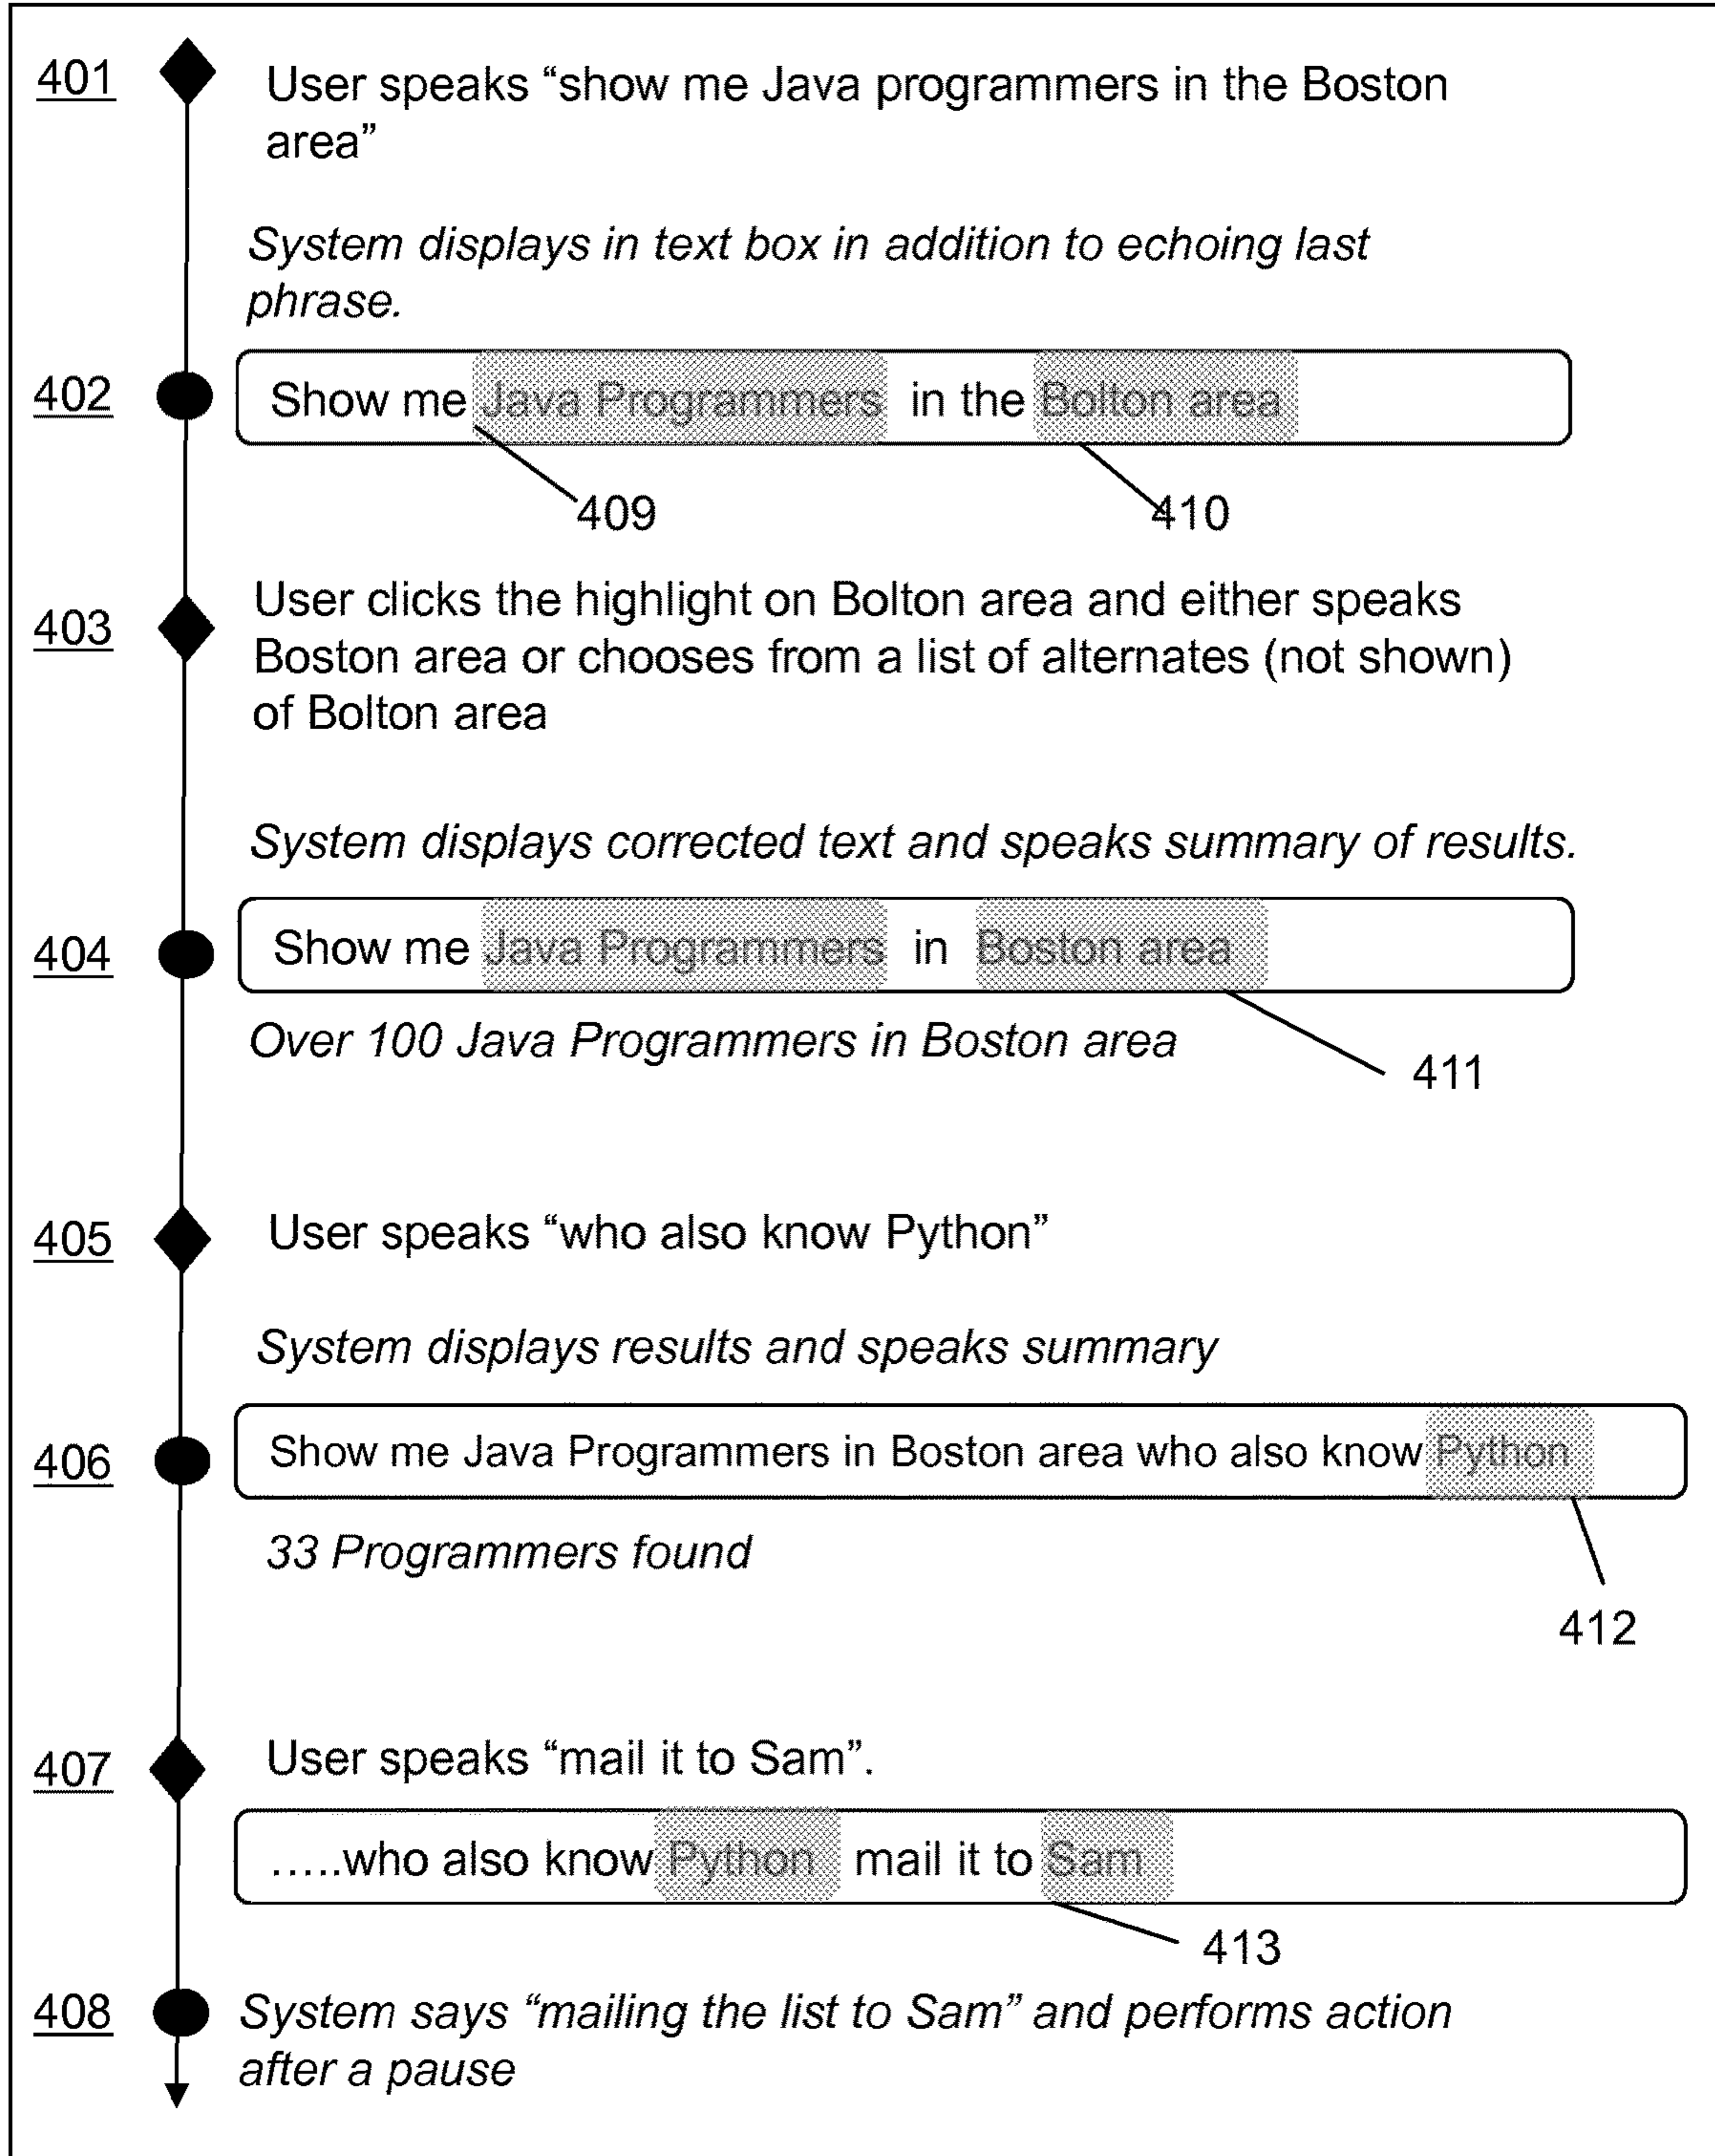 401 User speaks “show me Java programmers in the Boston
area”
System displays in text box in addition to echoing last
phrase.
402 Show me Java Programmers in the Bolton area
409 410
403 User clicks the highlight on Bolton area and either speaks
Boston area or chooses from a list of alternates (not shown)
of Bolton area
System displays corrected text and speaks summary of results.
404 Show me Java Programmers in Boston area
Over 100 Java Programmers in Boston area
411
405 User speaks “who also know Python”
System displays results and speaks summary
406 Show me Java Programmers in Boston area who also know Python
33 Programmers found
412
407 User speaks “mail it to Sam”.
.....who also know Python mail it to Sam
413
408 System says “mailing the list to Sam” and performs action
after a pause